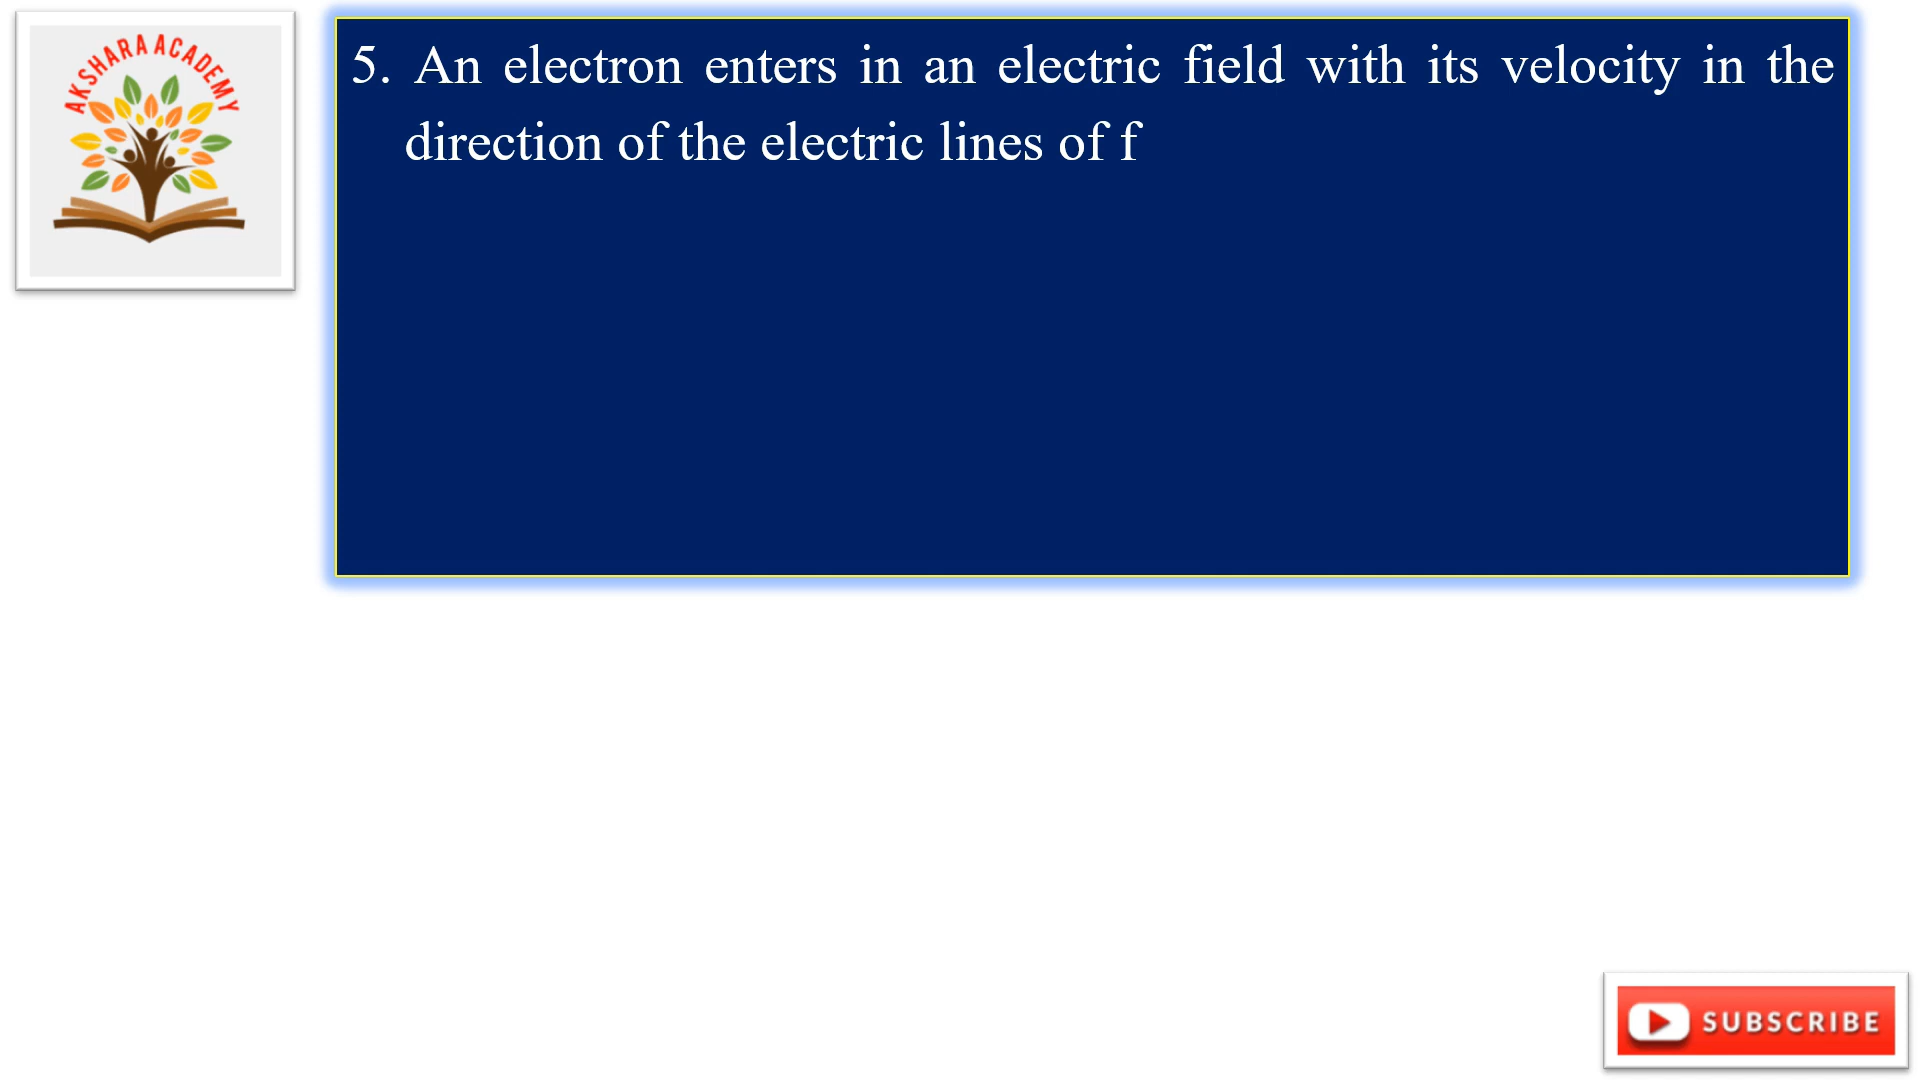 AKSHARA ACADEMY
5. An electron enters in an electric field with its velocity in the
direction of the electric lines of f
SUBSCRIBE